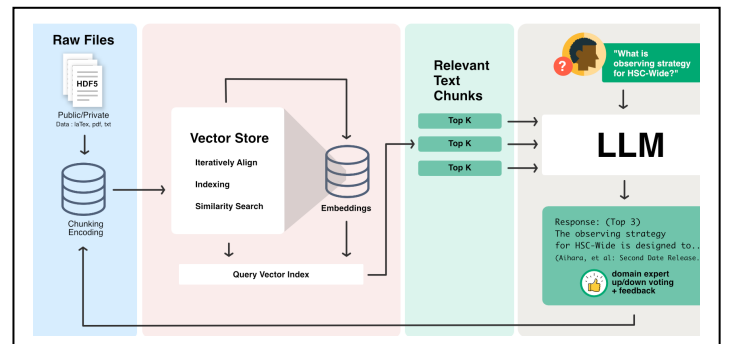 Raw Files
HDF5
Public/Private
Data : laTex, pdf, txt
Chunking
Encoding
Vector Store
Iteratively Align
Indexing
Similarity Search
Embeddings
Query Vector Index
Relevant
Text
Chunks
Top K
Top K
Top K
?
"What is
observing strategy
for HSC-Wide?"
LLM
Response: (Top 3)
The observing strategy
for HSC-Wide is designed to..
(Aihara, et al: Second Date Release.
domain expert
up/down voting
+ feedback